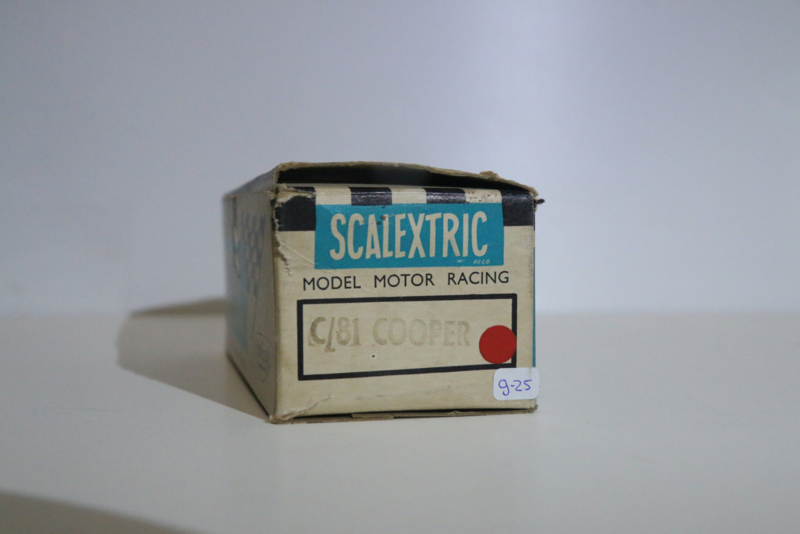 SCALEXTRIC
MODEL MOTOR RACING
C/81 COOPER
9-25